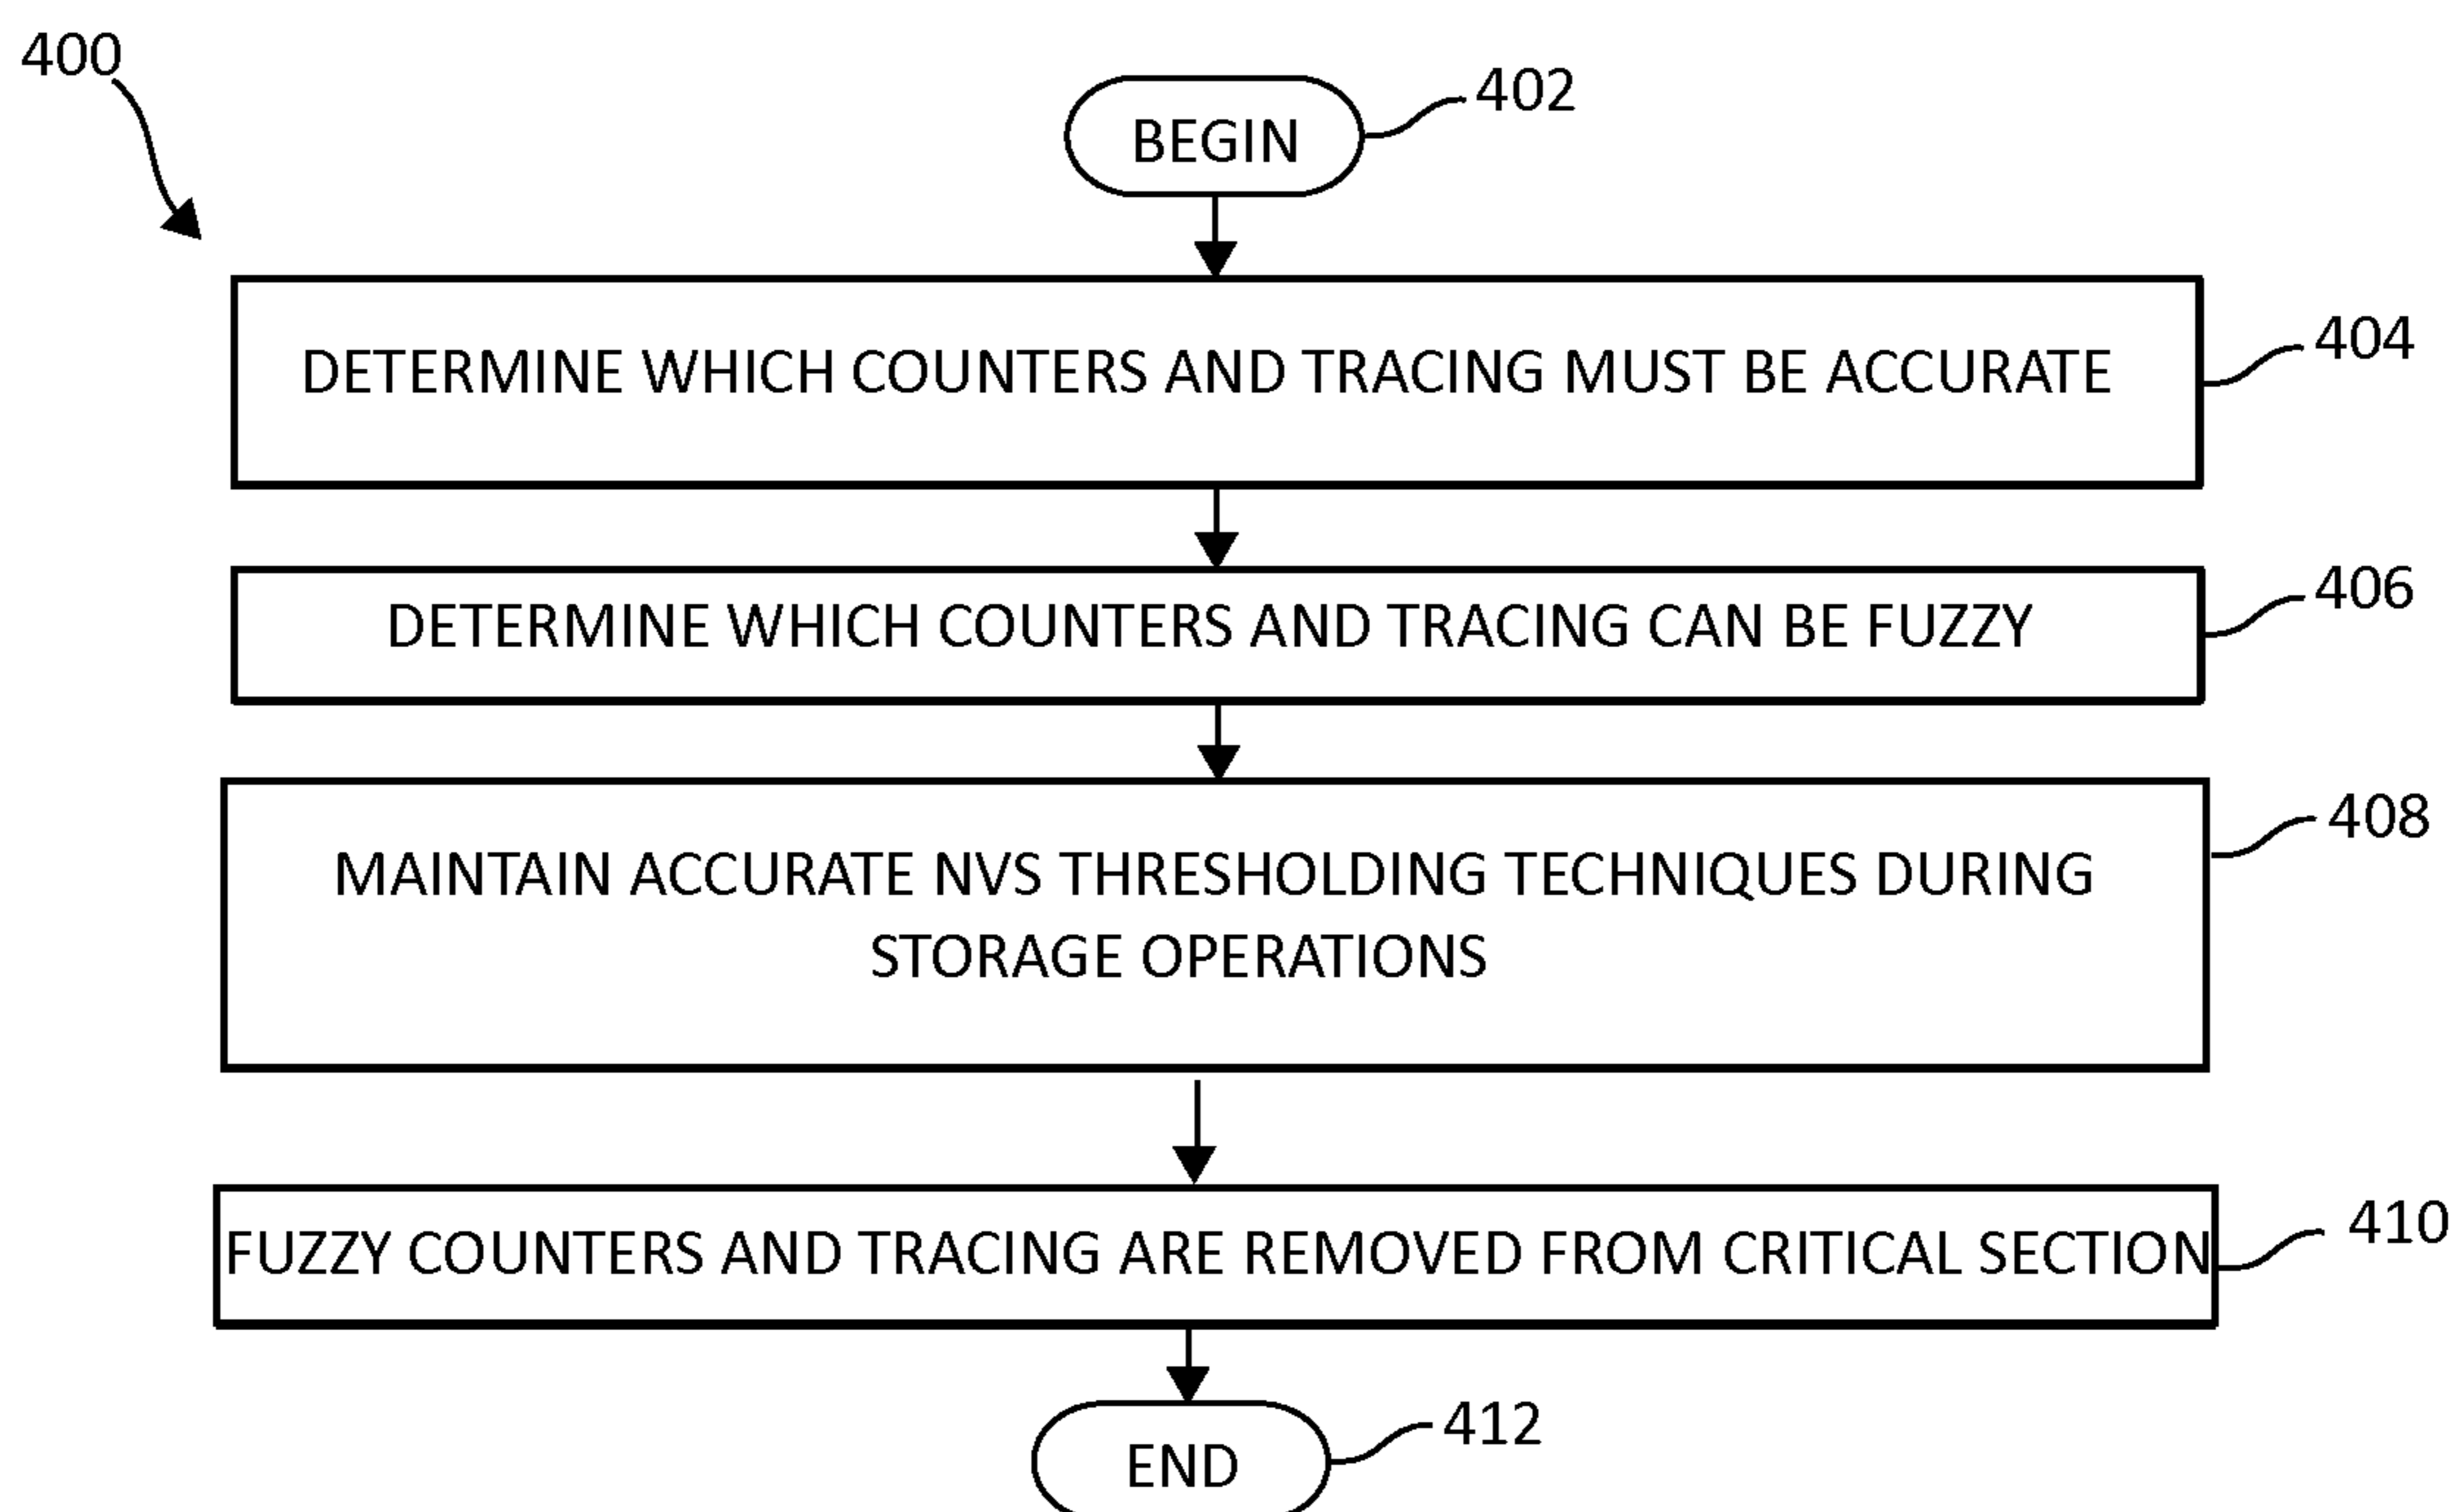 400
BEGIN
402
DETERMINE WHICH COUNTERS AND TRACING MUST BE ACCURATE
404
DETERMINE WHICH COUNTERS AND TRACING CAN BE FUZZY
406
MAINTAIN ACCURATE NVS THRESHOLDING TECHNIQUES DURING
STORAGE OPERATIONS
408
FUZZY COUNTERS AND TRACING ARE REMOVED FROM CRITICAL SECTION
410
END
412